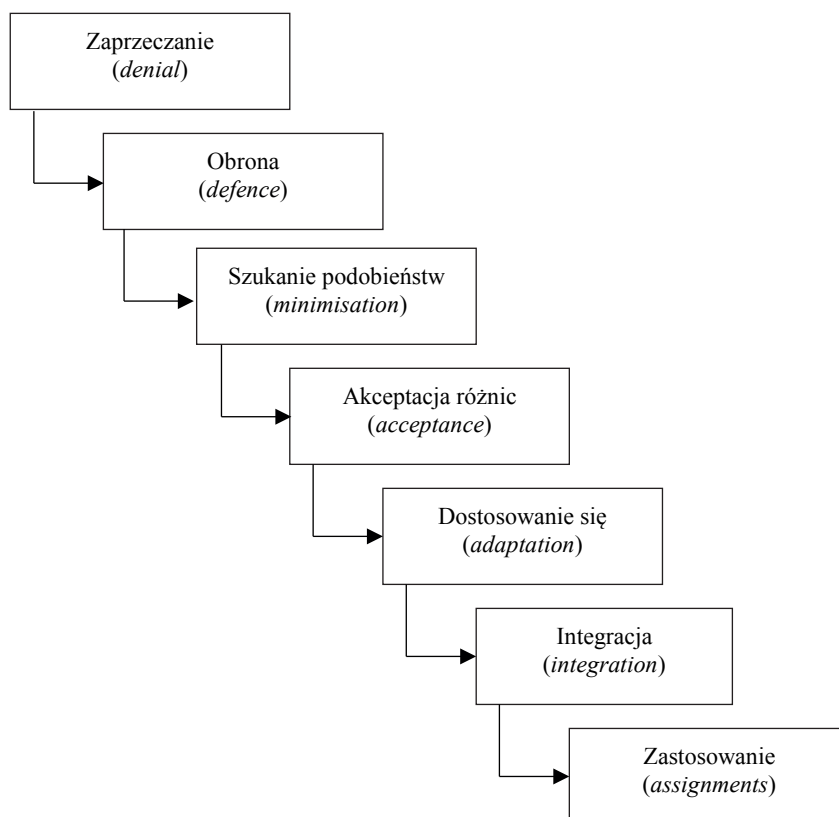 Zaprzeczanie
(denial)
Obrona
(defence)
Szukanie podobieństw
(minimisation)
Akceptacja różnic
(acceptance)
Dostosowanie się
(adaptation)
Integracja
(integration)
Zastosowanie
(assignments)